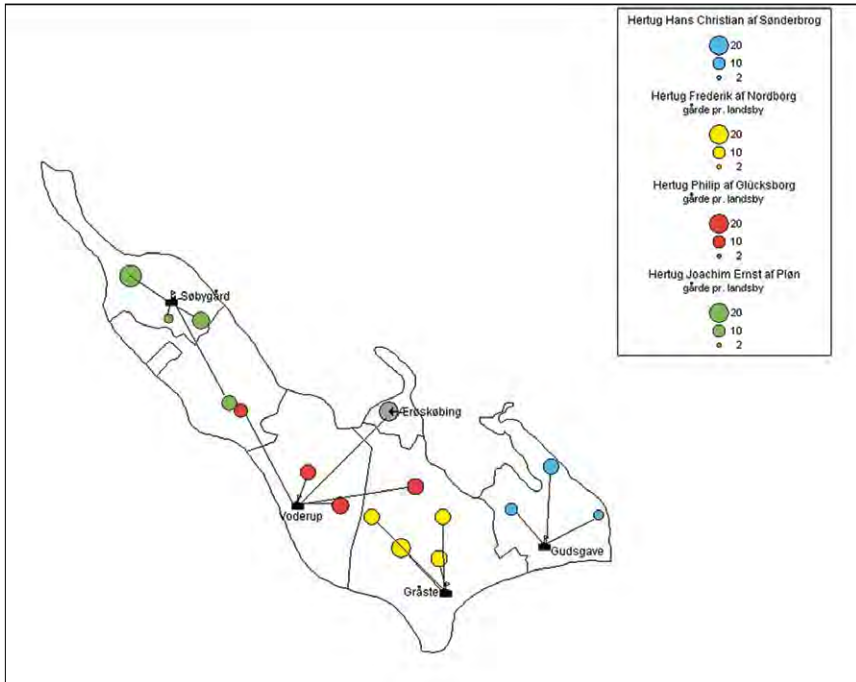 Hertug Hans Christian af Sønderbrog
20
10
2
Hertug Frederik af Nordborg
gårde pr. landsby
20
10
2
Hertug Philip af Glücksborg
gårde pr. landsby
20
10
2
Hertug Joachim Ernst af Pløn
gårde pr. landsby
20
10
2
Søbygård
Ærøskøbing
Voderup
Gudsgave
Gråste